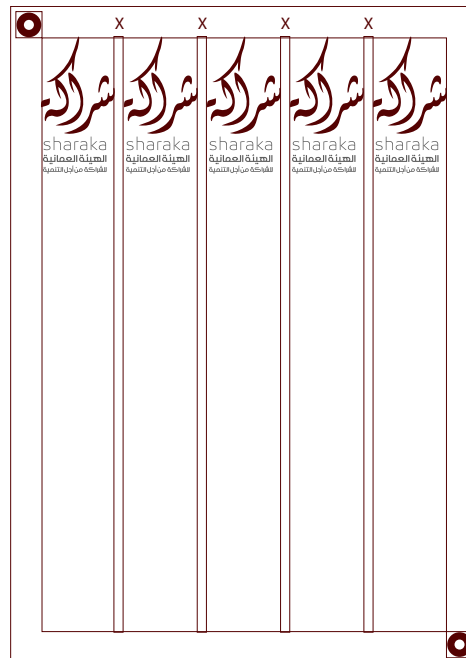 X X X X
شراكة شراكة شراكة شراكة شراكة
sharaka sharaka sharaka sharaka sharaka
الهيئة العمانية الهيئة العمانية الهيئة العمانية الهيئة العمانية الهيئة العمانية
للشراكة من أجل التنمية للشراكة من أجل التنمية للشراكة من أجل التنمية للشراكة من أجل التنمية للشراكة من أجل التنمية